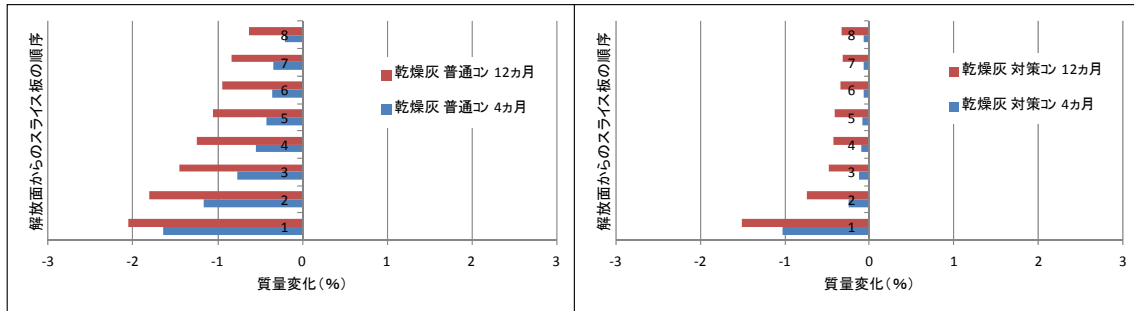 解放面からのスライス板の順序
8
7
6
5
4
3
2
1
乾燥灰 普通コン 12ヵ月
乾燥灰 普通コン 4ヵ月
-3 -2 -1 0 1 2 3
質量変化(%)
解放面からのスライス板の順序
8
7
6
5
4
3
2
1
乾燥灰 対策コン 12ヵ月
乾燥灰 対策コン 4ヵ月
-3 -2 -1 0 1 2 3
質量変化(%)